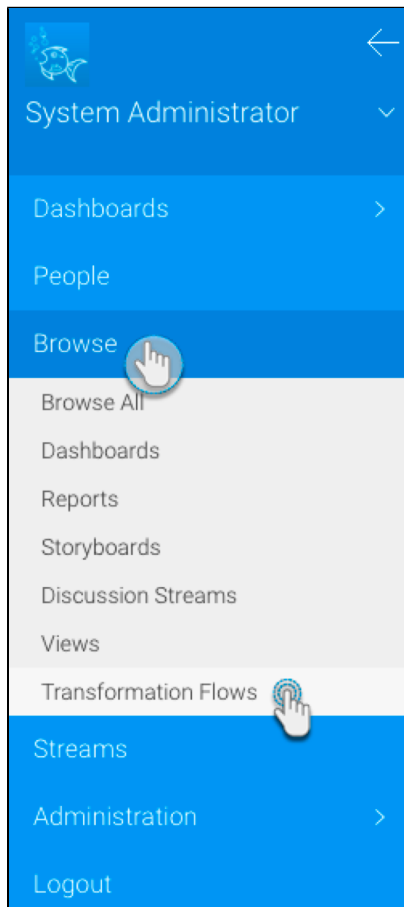 System Administrator
Dashboards
People
Browse
Browse All
Dashboards
Reports
Storyboards
Discussion Streams
Views
Transformation Flows
Streams
Administration
Logout